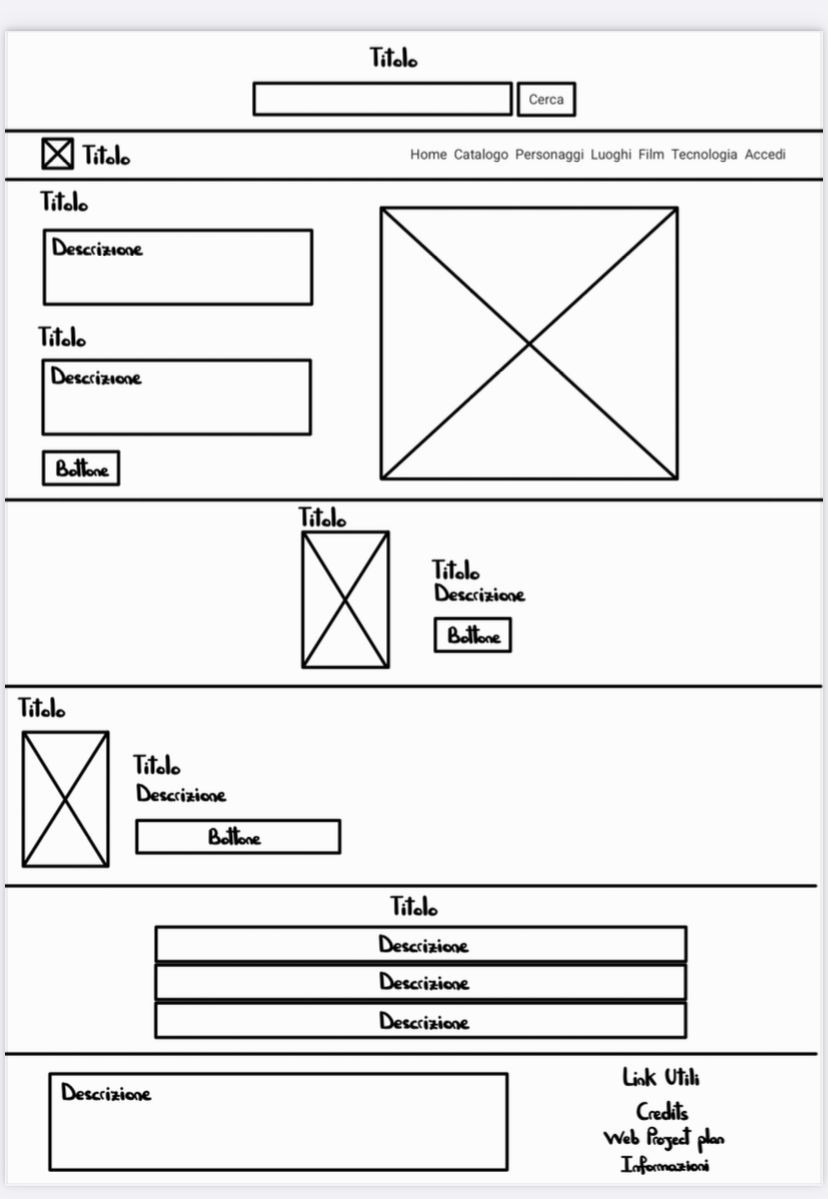 Titolo
Cerca
Titolo
Home Catalogo Personaggi Luoghi Film Tecnologia Accedi
Titolo
Descrizione
Titolo
Descrizione
Bottone
Titolo
Titolo
Descrizione
Bottone
Titolo
Titolo
Descrizione
Bottone
Titolo
Descrizione
Descrizione
Descrizione
Descrizione
Link Utili
Credits
Web Project plan
Informazioni